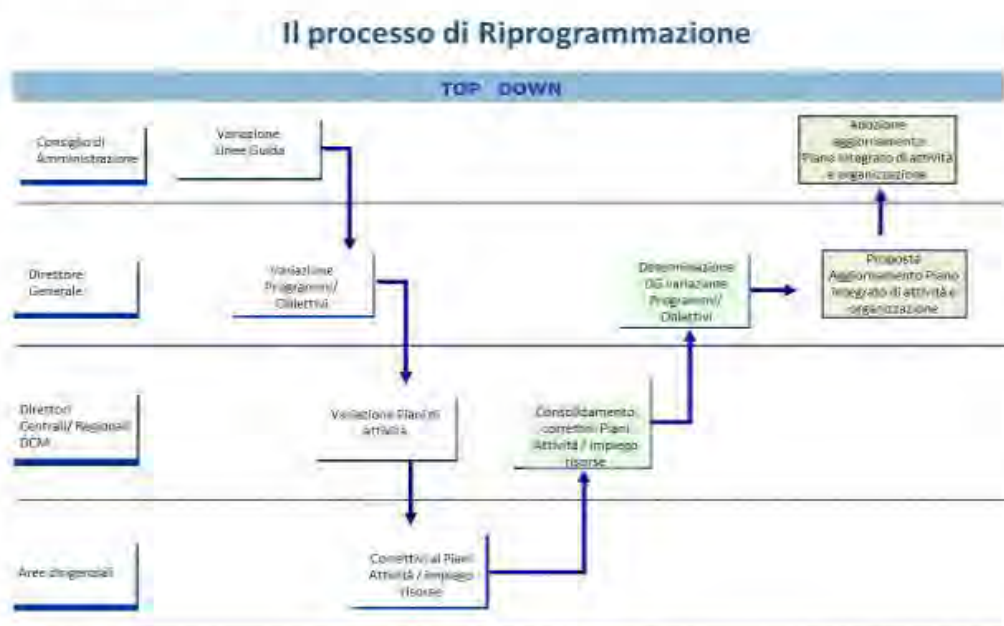 Il processo di Riprogrammazione
TOP DOWN
Consiglio di
Amministrazione
Variazione
Linee Guida
Adozione
aggiornamento
Piano integrato di attività
e organizzazione
Direttore
Generale
Variazione
Programmi/
Obiettivi
Determinazione
DG variazione
Programmi/
Obiettivi
Proposta
Aggiornamento Piano
integrato di attività e
organizzazione
Direttori
Centrali/ Regionali
DCM
Variazione Piani di
attività
Consolidamento
correttivi Piani
Attività / impiego
risorse
Aree dirigenziali
Correttivi ai Piani
Attività / impiego
risorse